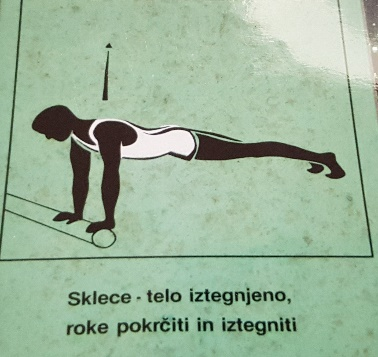 Sklece - telo iztegnjeno,
roke pokrčiti in iztegniti